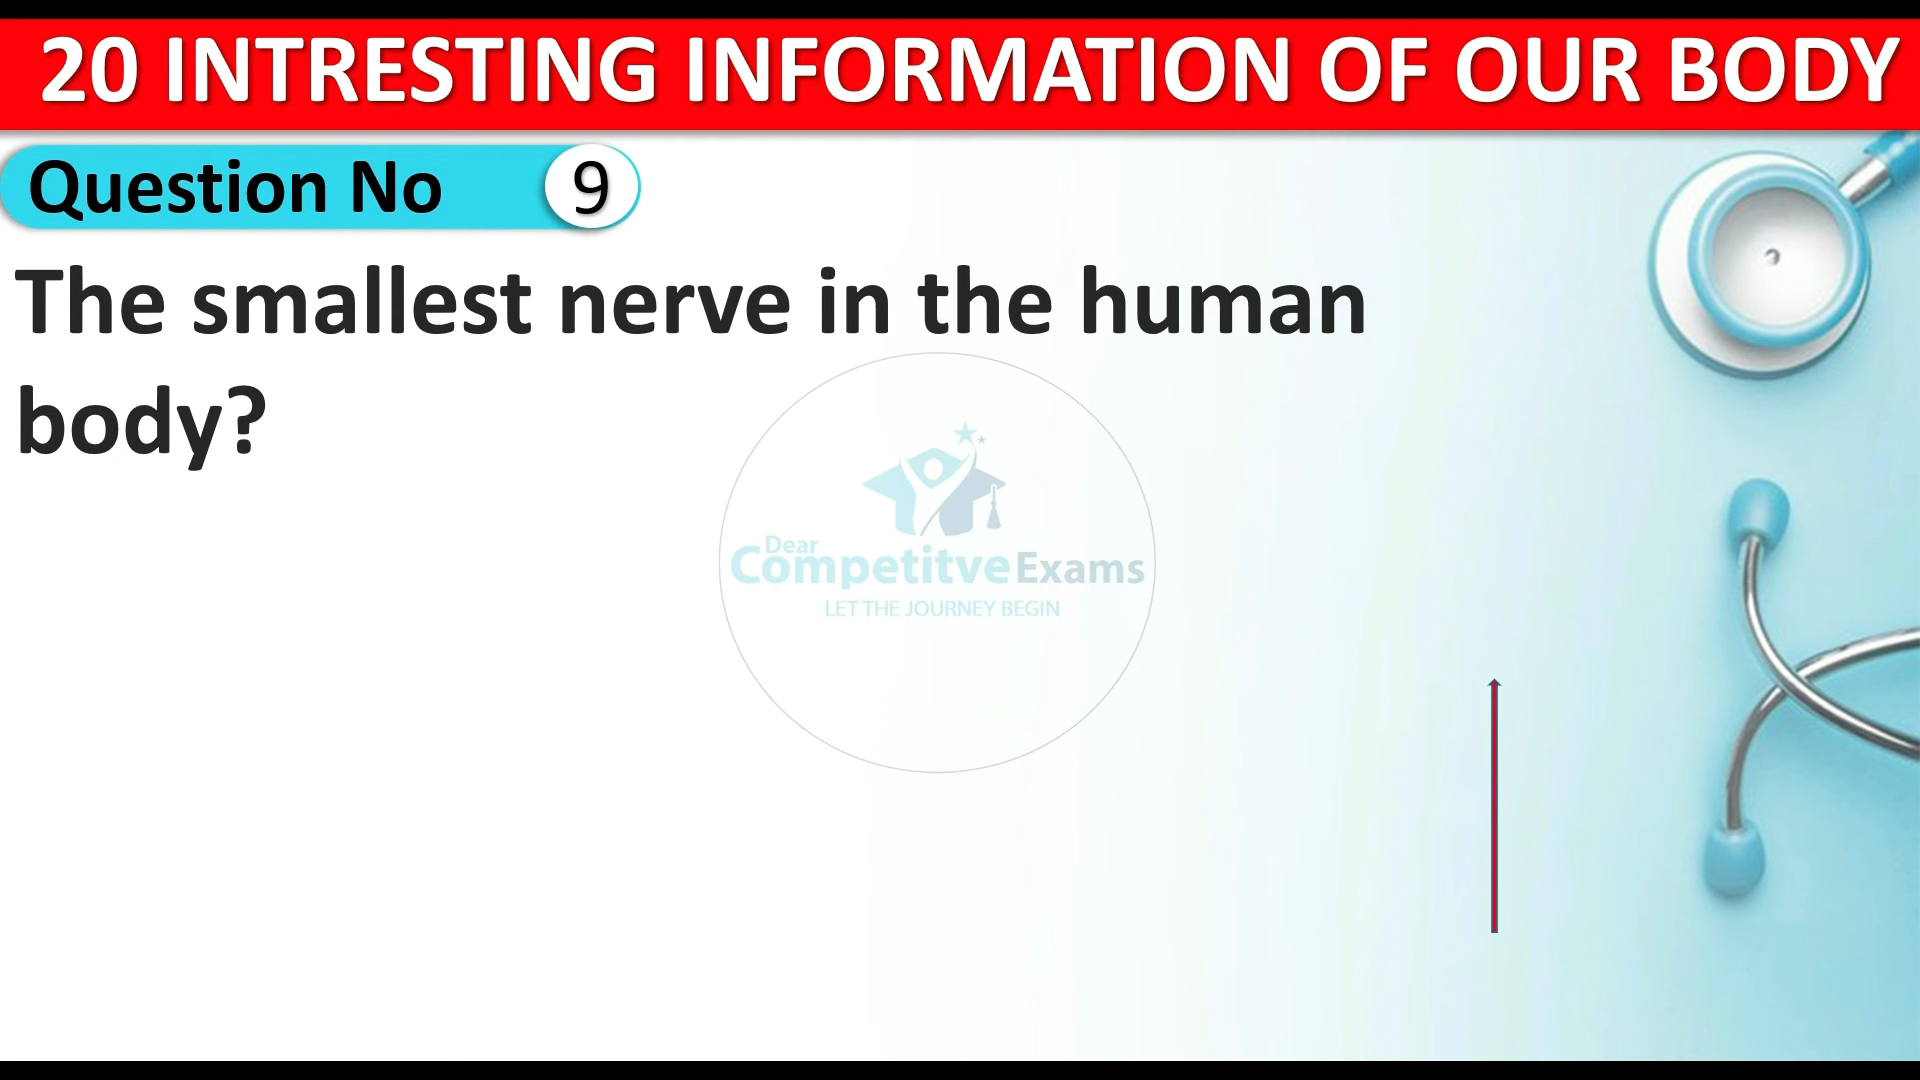 20 INTRESTING INFORMATION OF OUR BODY
Question No 9
The smallest nerve in the human
body?
Dear
Competitve Exams
LET THE JOURNEY BEGIN